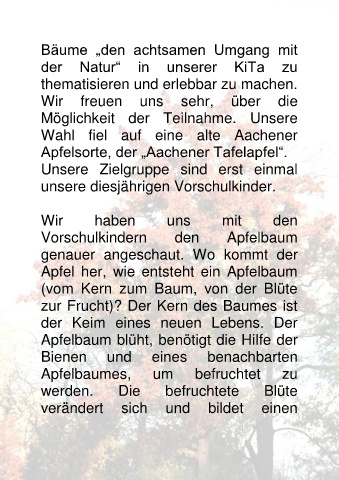 Bäume „den achtsamen Umgang mit
der Natur“ in unserer KiTa zu
thematisieren und erlebbar zu machen.
Wir freuen uns sehr, über die
Möglichkeit der Teilnahme. Unsere
Wahl fiel auf eine alte Aachener
Apfelsorte, der „Aachener Tafelapfel“.
Unsere Zielgruppe sind erst einmal
unsere diesjährigen Vorschulkinder.
Wir haben uns mit den
Vorschulkindern den Apfelbaum
genauer angeschaut. Wo kommt der
Apfel her, wie entsteht ein Apfelbaum
(vom Kern zum Baum, von der Blüte
zur Frucht)? Der Kern des Baumes ist
der Keim eines neuen Lebens. Der
Apfelbaum blüht, benötigt die Hilfe der
Bienen und eines benachbarten
Apfelbaumes, um befruchtet zu
werden. Die befruchtete Blüte
verändert sich und bildet einen